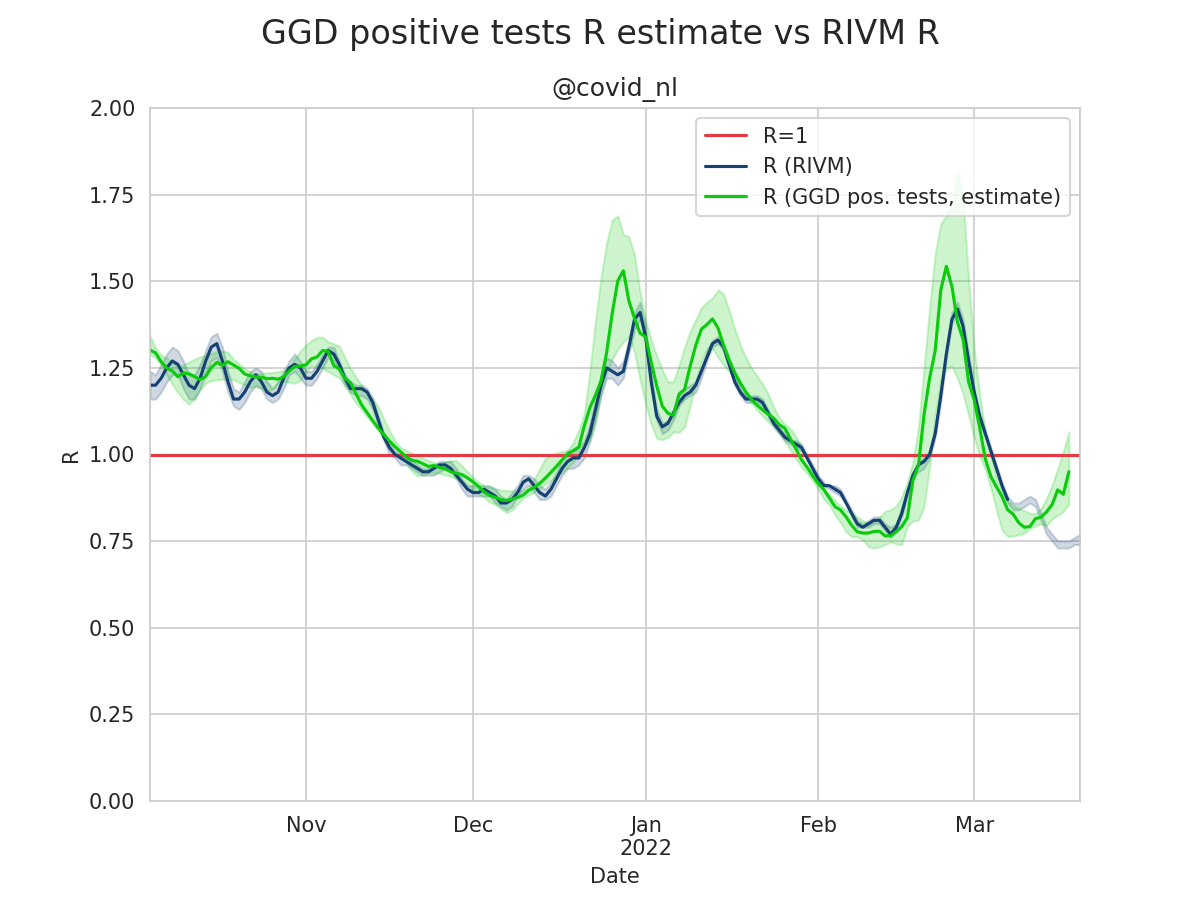 GGD positive tests R estimate vs RIVM R
@covid_nl
2.00
1.75
1.50
1.25
1.00
0.75
0.50
0.25
0.00
R
R=1
R (RIVM)
R (GGD pos. tests, estimate)
Nov
Dec
Jan
2022
Feb
Mar
Date